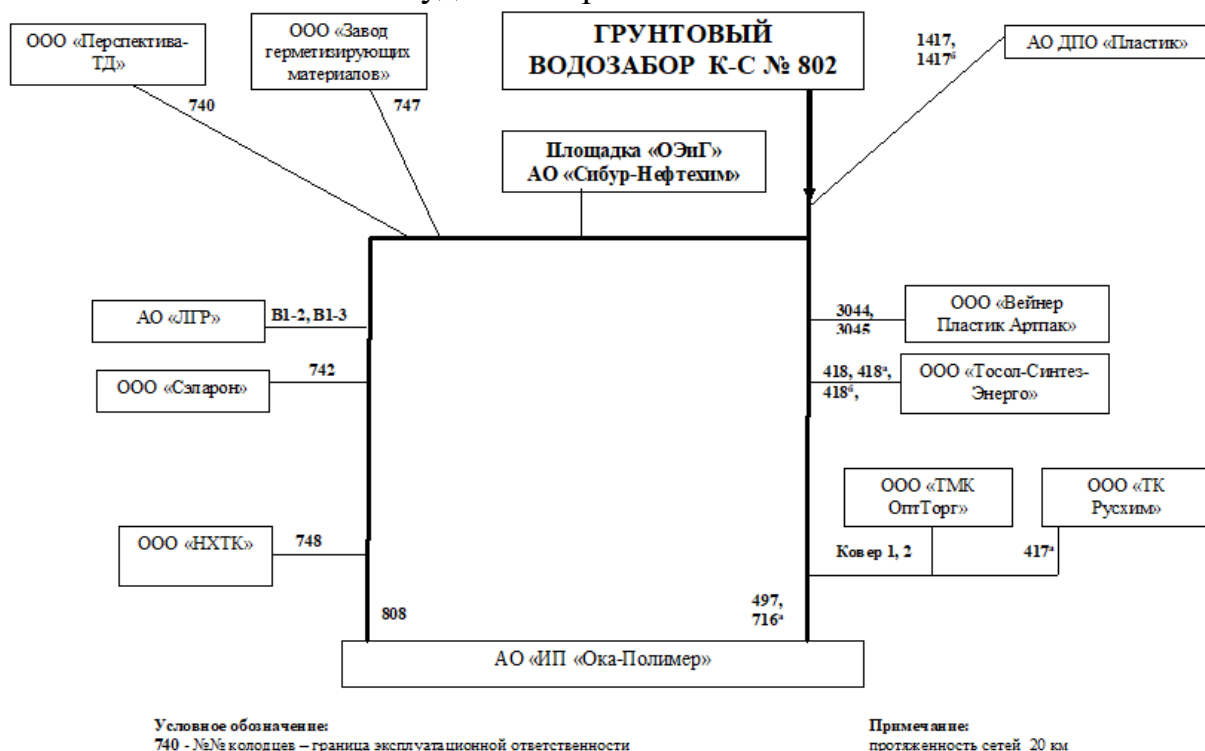 ООО «Перспектива-
ТД»
ООО «Завод
герметизирующих
материалов»
ГРУНТОВЫЙ
ВОДОЗАБОР К-С № 802
1417,
1417б
АО ДПО «Пластик»
740
747
Площадка «ОЭиГ»
АО «Сибур-Нефтехим»
АО «ЛГР»
В1-2, В1-3
3044,
3045
ООО «Вейнер
Пластик Артпак»
ООО «Сэларон»
742
418, 418а,
418б,
ООО «Тосол-Синтез-
Энерго»
ООО «ТМК
ОптТорг»
ООО «ТК
Русхим»
ООО «НХТК»
748
Ковер 1, 2
417а
808
497,
716а
АО «ИП «Ока-Полимер»
Условное обозначение:
740 - №№ колодцев – граница эксплуатационной ответственности
Примечание:
протяженность сетей 20 км